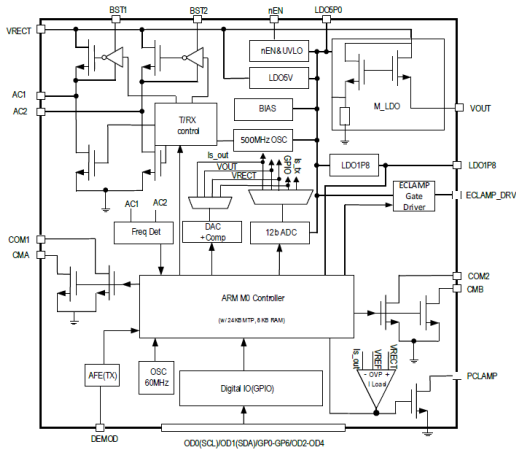 BST1
BST2
nEN
LDO5P0
VRECT
nEN&UVLO
LDO5V
M_LDO
AC1
AC2
BIAS
VOUT
T/RX
control
500MHz OSC
Is_out
VOUT
VRECT
GPIO
Is_tx
LDO1P8
LDO1P8
ECLAMP
Gate
Driver
ECLAMP_DRV
AC1
AC2
Freq Det
DAC
+Comp
12b ADC
COM1
CMA
ARM M0 Controller
(w/24KB MTP, 8 KB RAM)
COM2
CMB
AFE(TX)
OSC
60MHz
Digital IO(GPIO)
Is_out
VREF
VRECT
- OVP +
I Load
PCLAMP
DEMOD
OD0(SCL)/OD1(SDA)/GP0-GP6/OD2-OD4